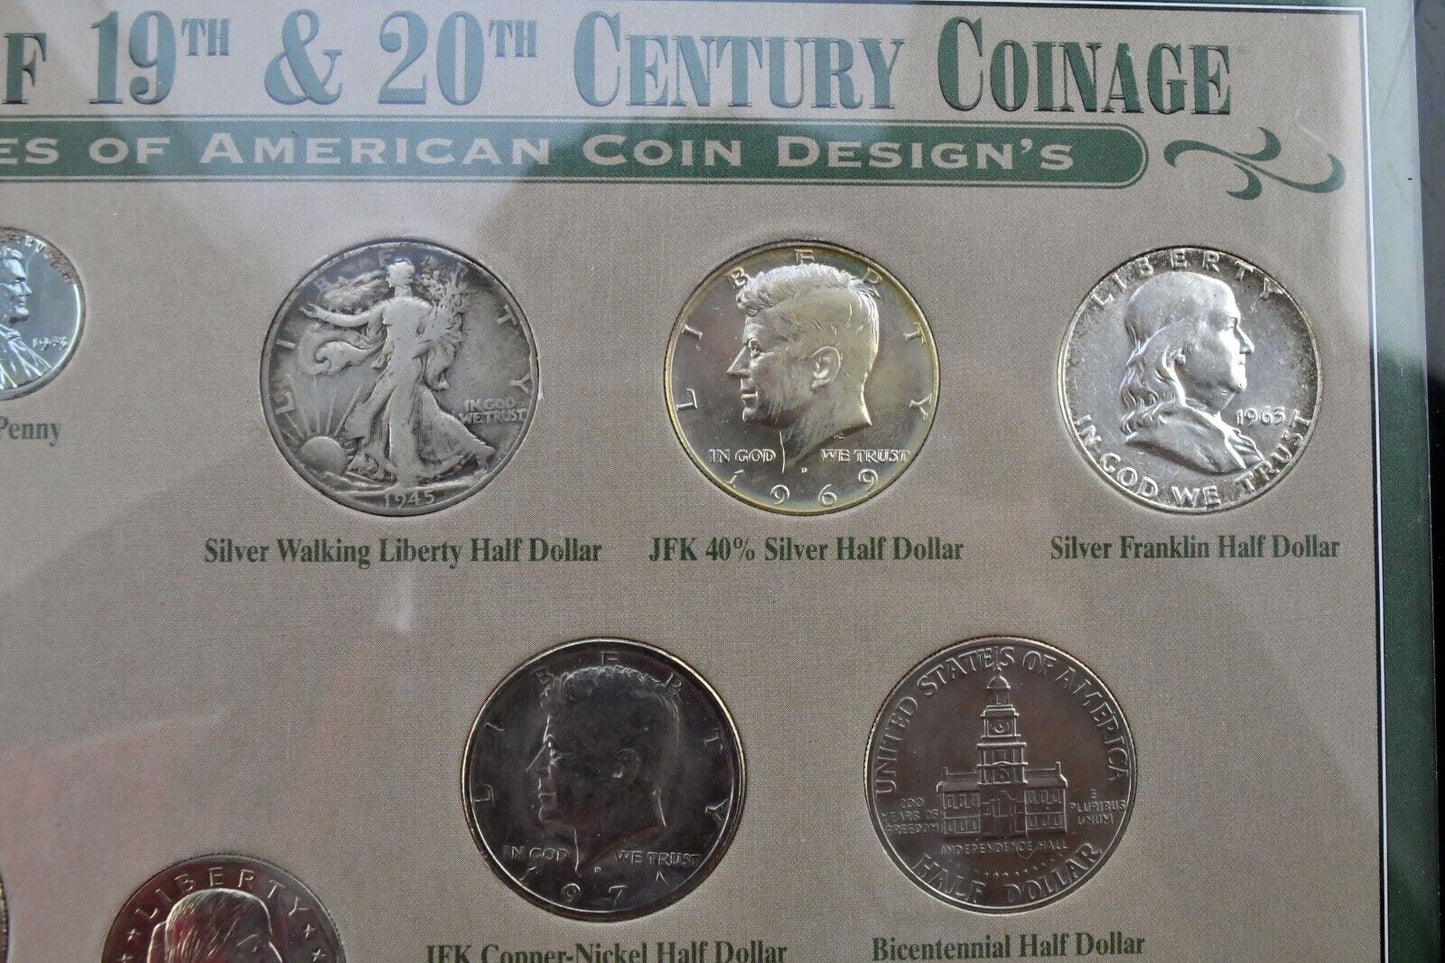 F 19TH & 20TH CENTURY COINAGE
ES OF AMERICAN COIN DESIGN'S
LIBERTY
IN GOD
WE TRUST
1945
LIBERTY
IN GOD WE TRUST
D
1969
LIBERTY
1963
IN GOD WE TRUST
Penny
Silver Walking Liberty Half Dollar
JFK 40% Silver Half Dollar
Silver Franklin Half Dollar
LIBERTY
IN GOD WE TRUST
D
197
UNITED STATES OF AMERICA
200
YEARS OF
FREEDOM
E
PLURIBUS
UNUM
INDEPENDENCE HALL
HALF DOLLAR
LIBERTY
JFK Copper-Nickel Half Dollar
Bicentennial Half Dollar